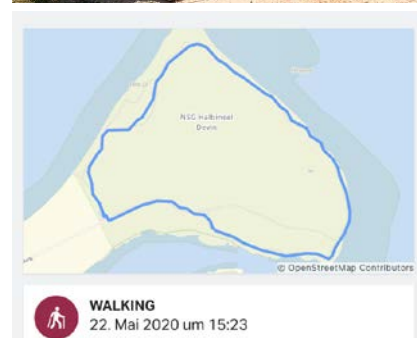 NSG Halbinsel
Devin
© OpenStreetMap Contributors
WALKING
22. Mai 2020 um 15:23